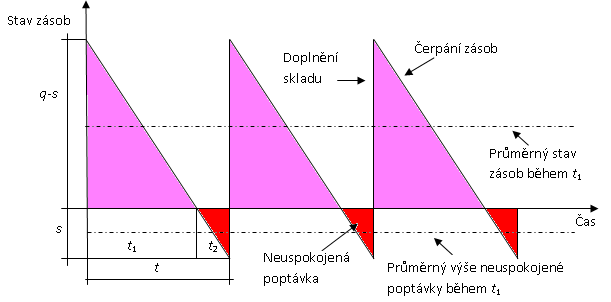 Stav zásob
q-s
s
t1
t2
t
Doplnění
skladu
Čerpání zásob
Průměrný stav
zásob během t1
Čas
Neuspokojená
poptávka
Průměrný výše neuspokojené
poptávky během t1